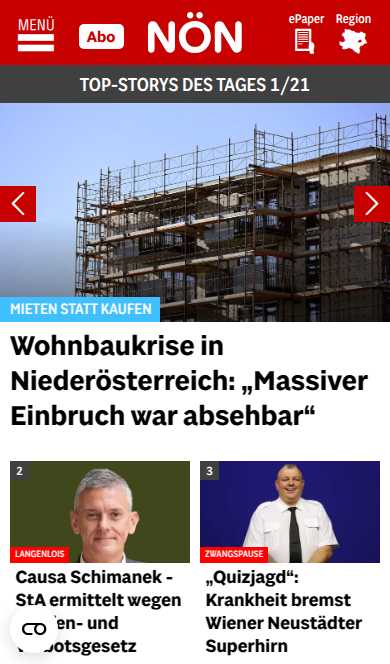 MENÜ
Abo
NÖN
ePaper
Region
TOP-STORYS DES TAGES 1/21
MIETEN STATT KAUFEN
Wohnbaukrise in
Niederösterreich: „Massiver
Einbruch war absehbar“
2
LANGENLOIS
Causa Schimanek -
StA ermittelt wegen
en- und
botsgesetz
3
ZWANGSPAUSE
„Quizjagd“:
Krankheit bremst
Wiener Neustädter
Superhirn